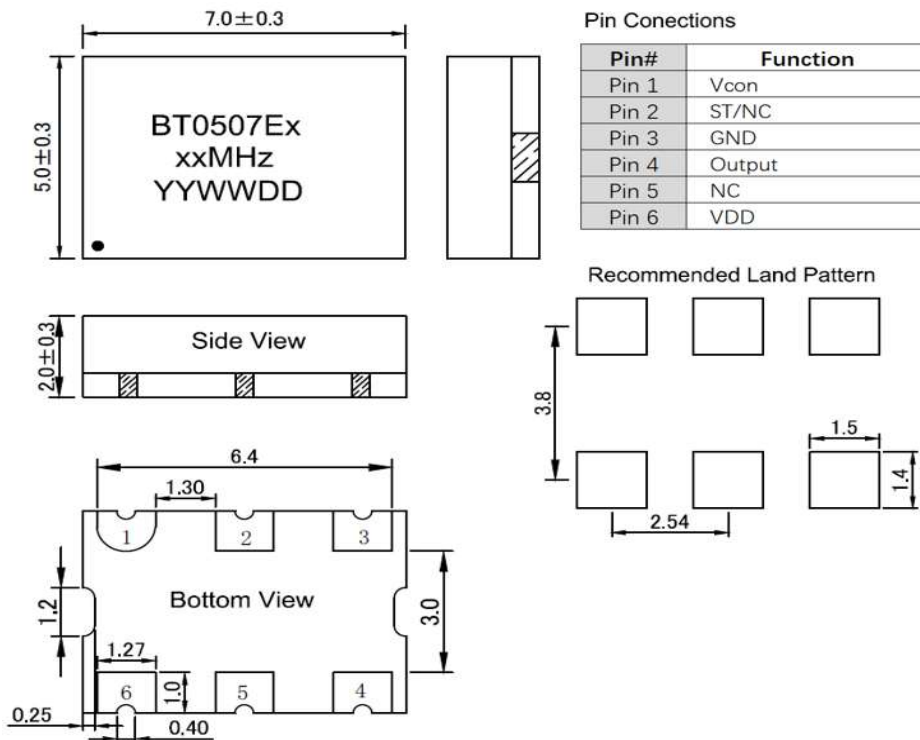 7.0±0.3
5.0±0.3
BT0507Ex
xxMHz
YYWWDD
Pin Conections
Pin# Function
Pin 1 Vcon
Pin 2 ST/NC
Pin 3 GND
Pin 4 Output
Pin 5 NC
Pin 6 VDD
2.0±0.3
Side View
Recommended Land Pattern
3.8
1.5
1.4
2.54
6.4
1.30
1 2 3
1.2
Bottom View
3.0
1.27
6 1.0 5 4
0.25
0.40